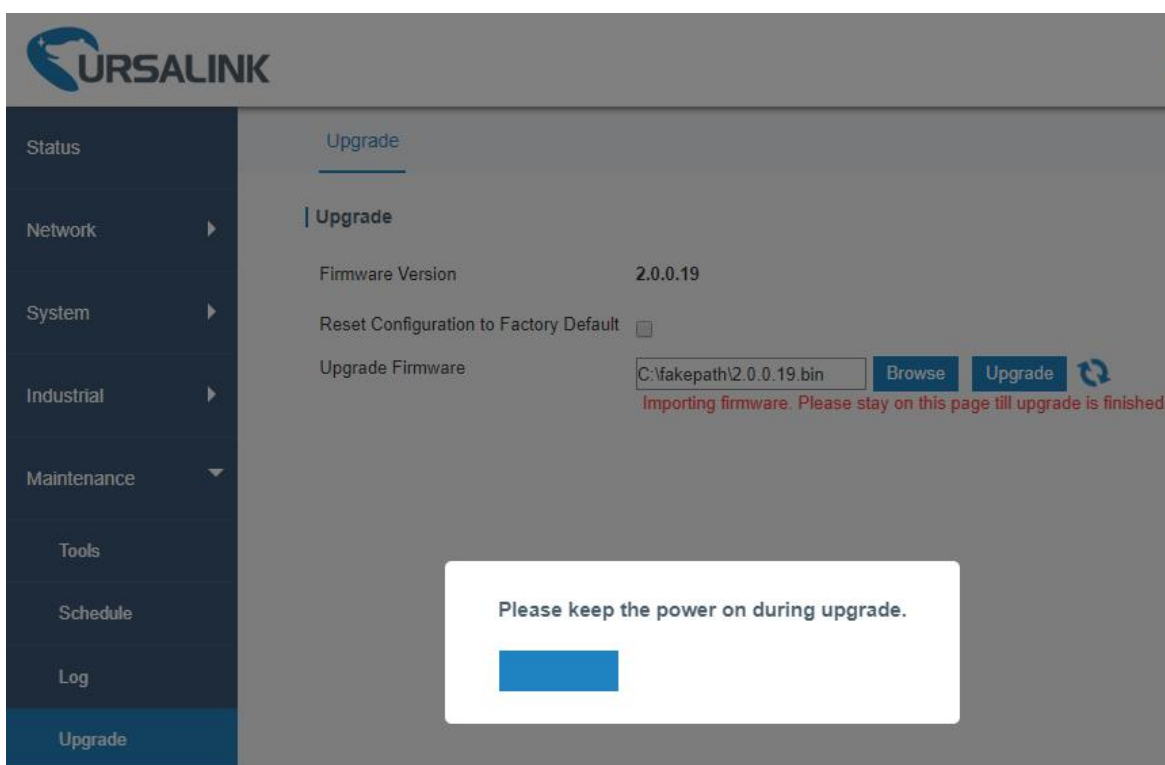 URSALINK
Status
Upgrade
Upgrade
Network
Firmware Version 2.0.0.19
System
Reset Configuration to Factory Default
Upgrade Firmware C:\fakepath\2.0.0.19.bin Browse Upgrade
Industrial
Importing firmware. Please stay on this page till upgrade is finished
Maintenance
Tools
Please keep the power on during upgrade.
Schedule
Log
Upgrade